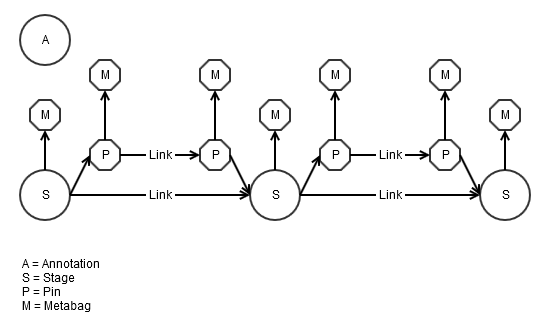 A
M M M M
M M M
P Link P P Link P
S Link S Link S
A = Annotation
S = Stage
P = Pin
M = Metabag